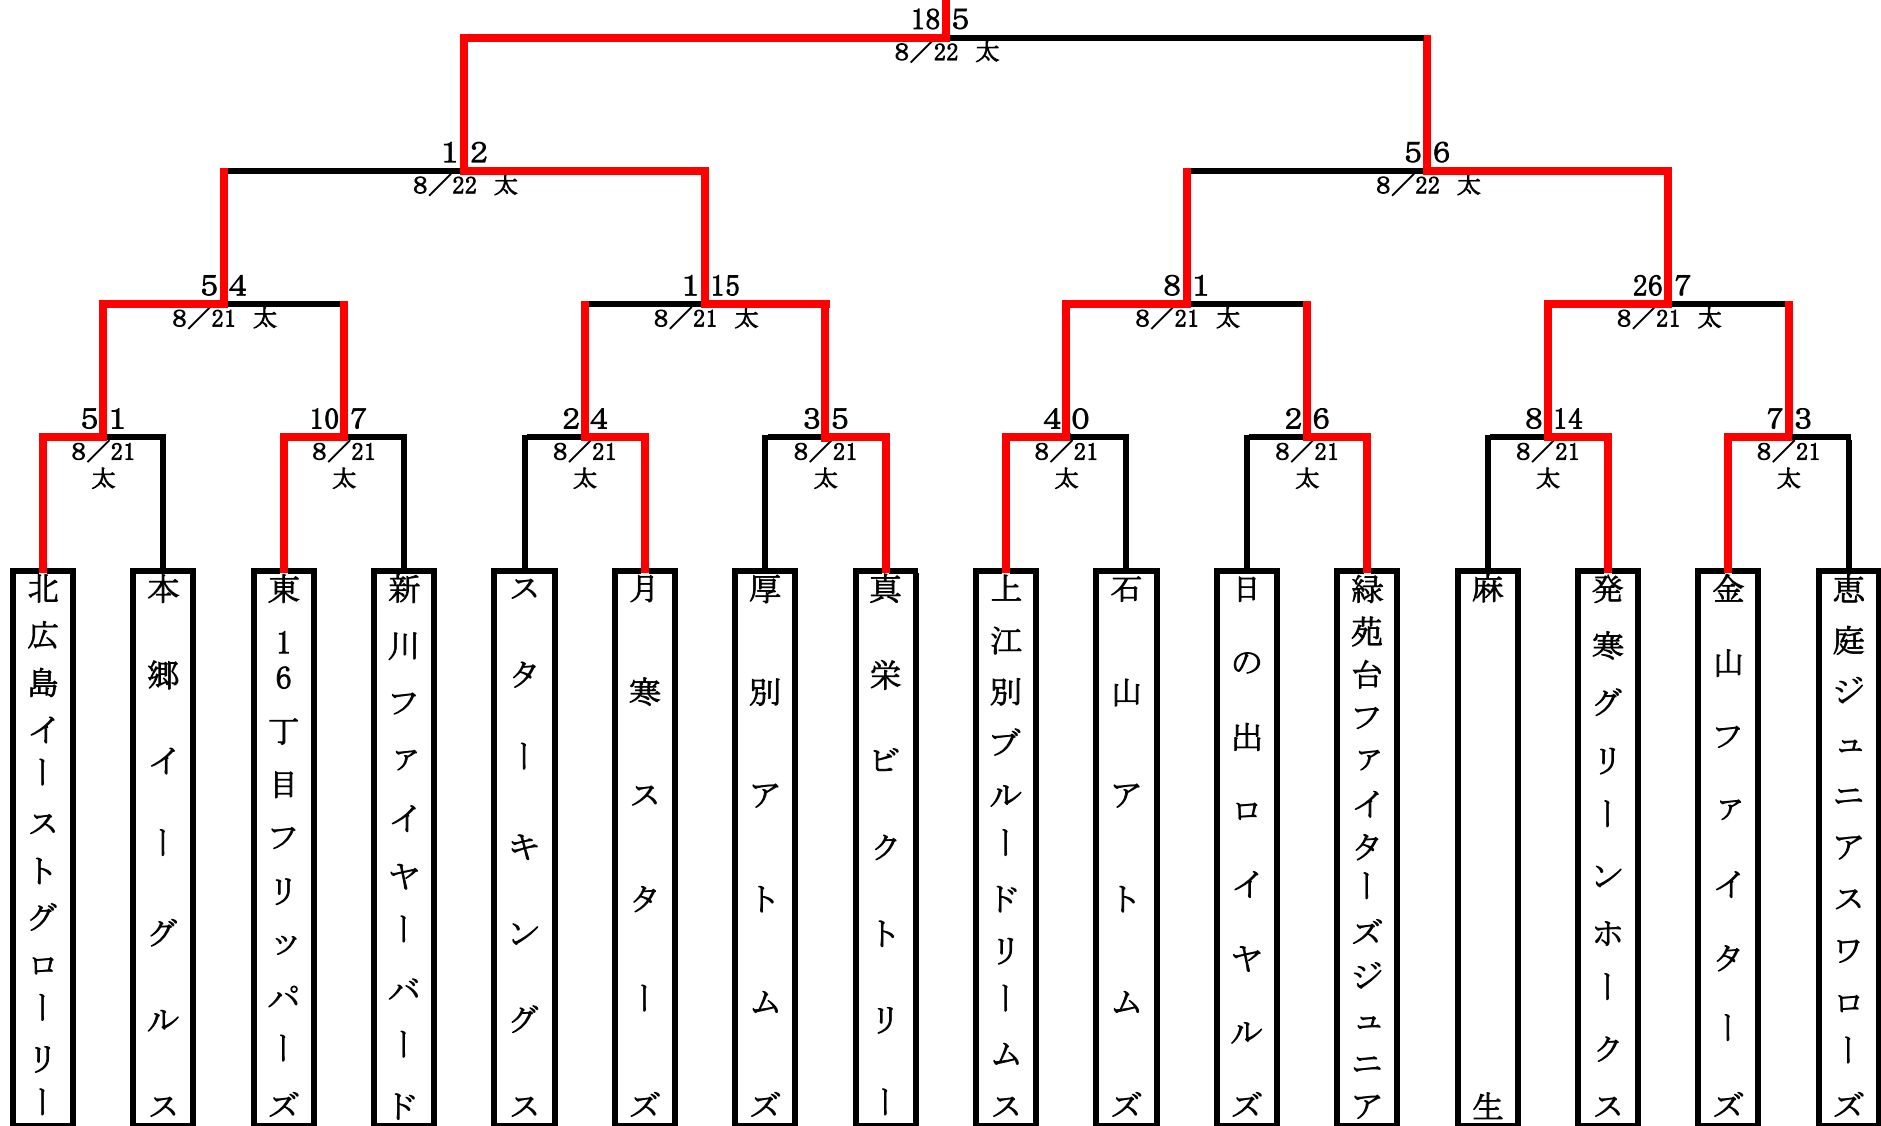 18 5
8／22 太
1 2
5 6
8／22 太
8／22 太
5 4
1 15
8 1
26 7
8／21 太
8／21 太
8／21 太
8／21 太
5 1
10 7
2 4
3 5
4 0
2 6
8 14
7 3
8／21
8／21
8／21
8／21
8／21
8／21
8／21
8／21
太
太
太
太
太
太
太
太
北広島イーストグローリー
本郷イーグルス
東16丁目フリッパーズ
新川ファイヤーバード
スターキングス
月寒スターズ
厚別アトムズ
真栄ビクトリー
上江別ブルードリームス
石山アトムズ
日の出ロイヤルズ
緑苑台ファイターズジュニア
麻生
発寒グリーンホークス
金山ファイターズ
恵庭ジュニアスワローズ